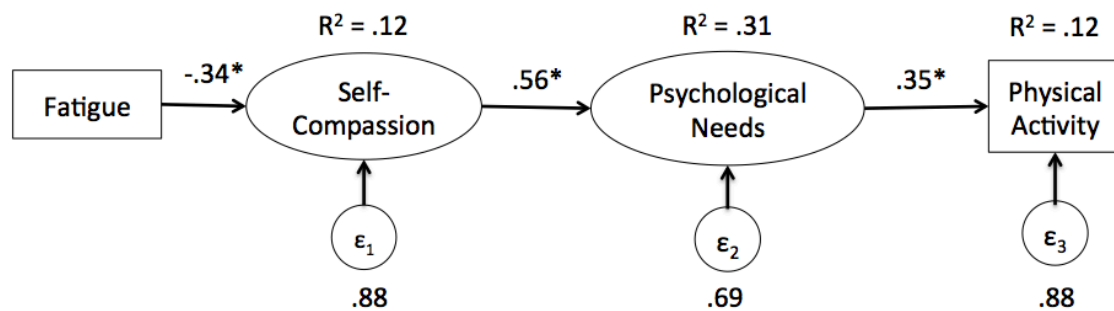 R² = .12
R² = .31
R² = .12
-.34*
.56*
.35*
Fatigue
Self-
Compassion
Psychological
Needs
Physical
Activity
ε₁
ε₂
ε₃
.88
.69
.88